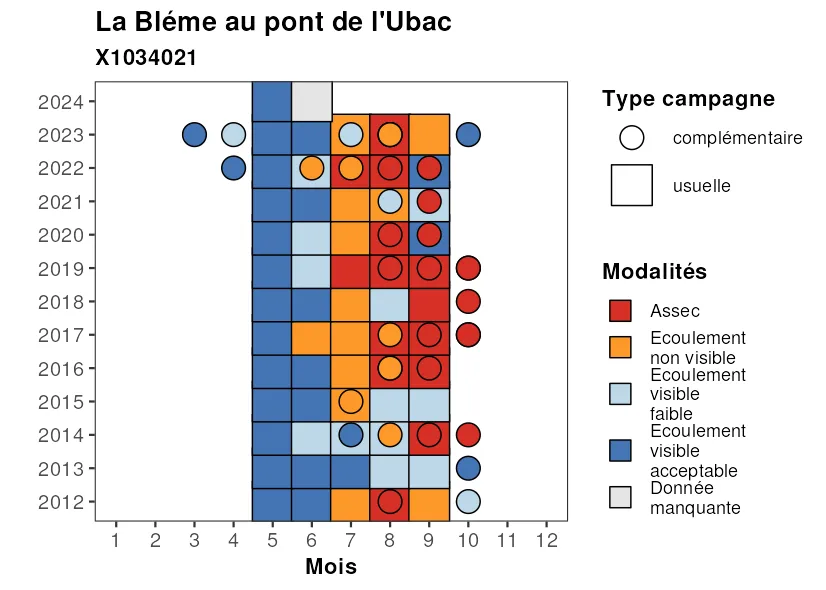 La Bléme au pont de l'Ubac
X1034021
2024
2023
2022
2021
2020
2019
2018
2017
2016
2015
2014
2013
2012
1 2 3 4 5 6 7 8 9 10 11 12
Mois
Type campagne
complémentaire
usuelle
Modalités
Assec
Ecoulement
non visible
Ecoulement
visible
faible
Ecoulement
visible
acceptable
Donnée
manquante